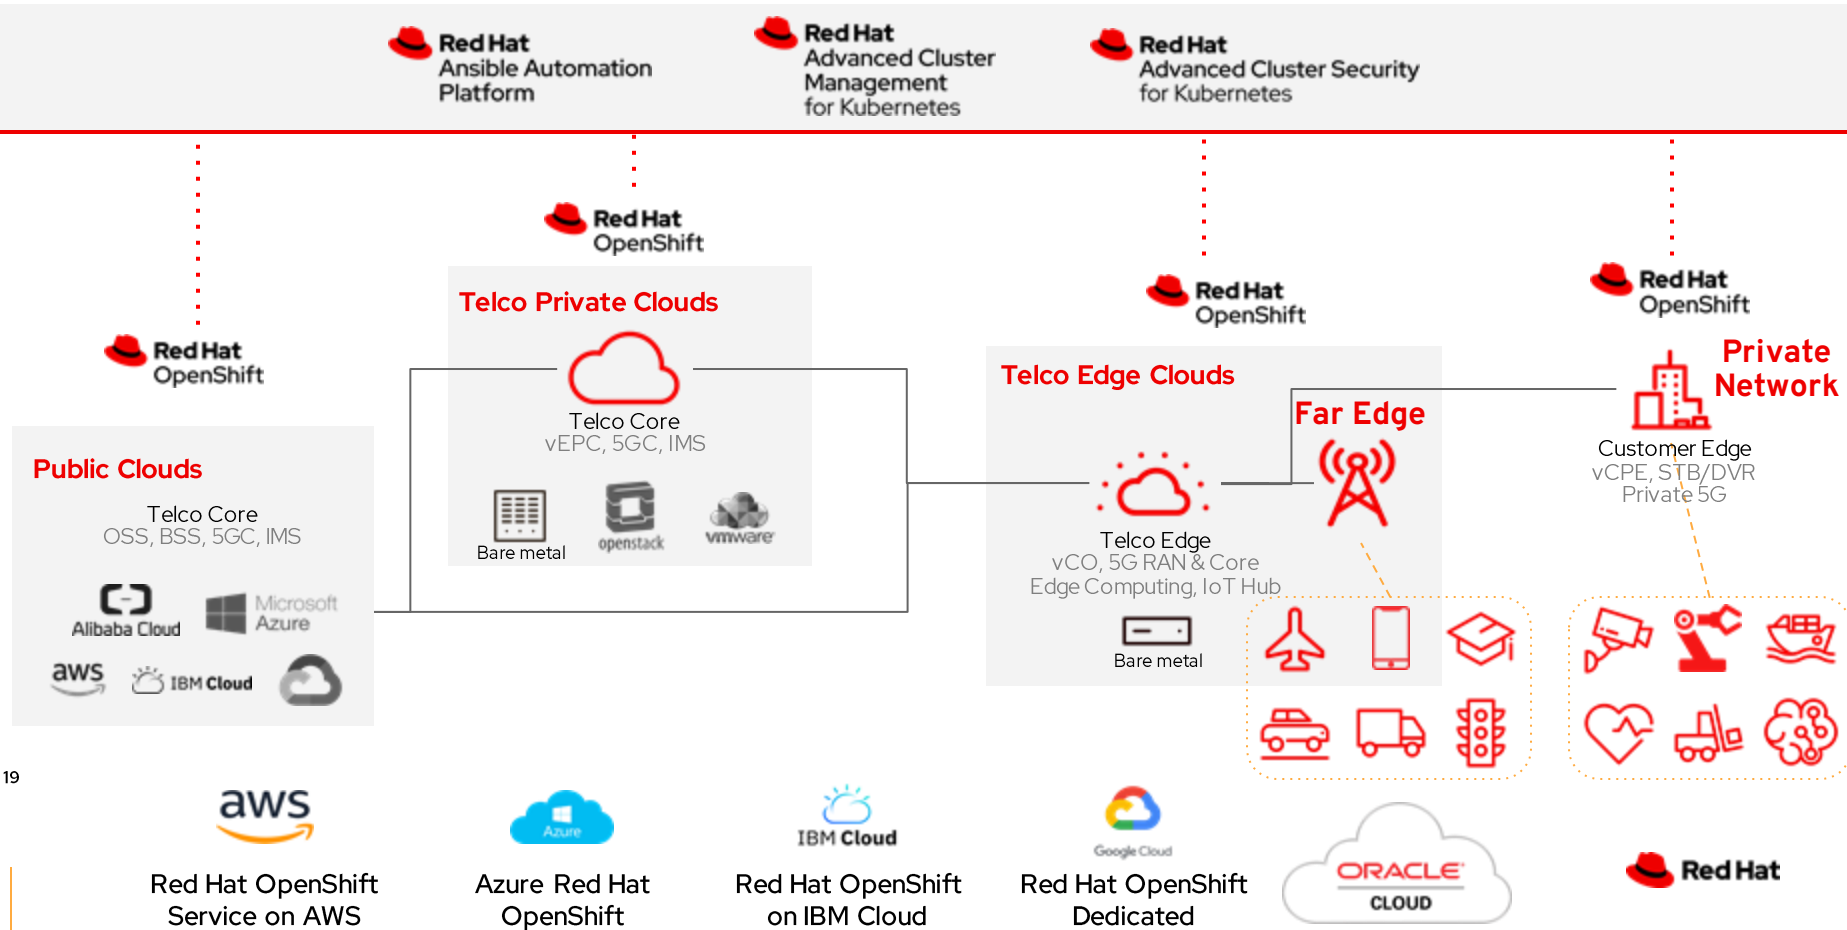 Red Hat
Ansible Automation
Platform
Red Hat
Advanced Cluster
Management
for Kubernetes
Red Hat
Advanced Cluster Security
for Kubernetes
Red Hat
OpenShift
Red Hat
OpenShift
Red Hat
OpenShift
Red Hat
OpenShift
Public Clouds
Telco Core
OSS, BSS, 5GC, IMS
Alibaba Cloud
Microsoft
Azure
aws
IBM Cloud
Telco Private Clouds
Telco Core
vEPC, 5GC, IMS
Bare metal
openstack
vmware
Telco Edge Clouds
Far Edge
Telco Edge
vCO, 5G RAN & Core
Edge Computing, IoT Hub
Bare metal
Private
Network
Customer Edge
vCPE, STB/DVR
Private 5G
19
aws
Red Hat OpenShift
Service on AWS
Azure
Azure Red Hat
OpenShift
IBM Cloud
Red Hat OpenShift
on IBM Cloud
Google Cloud
Red Hat OpenShift
Dedicated
ORACLE
CLOUD
Red Hat